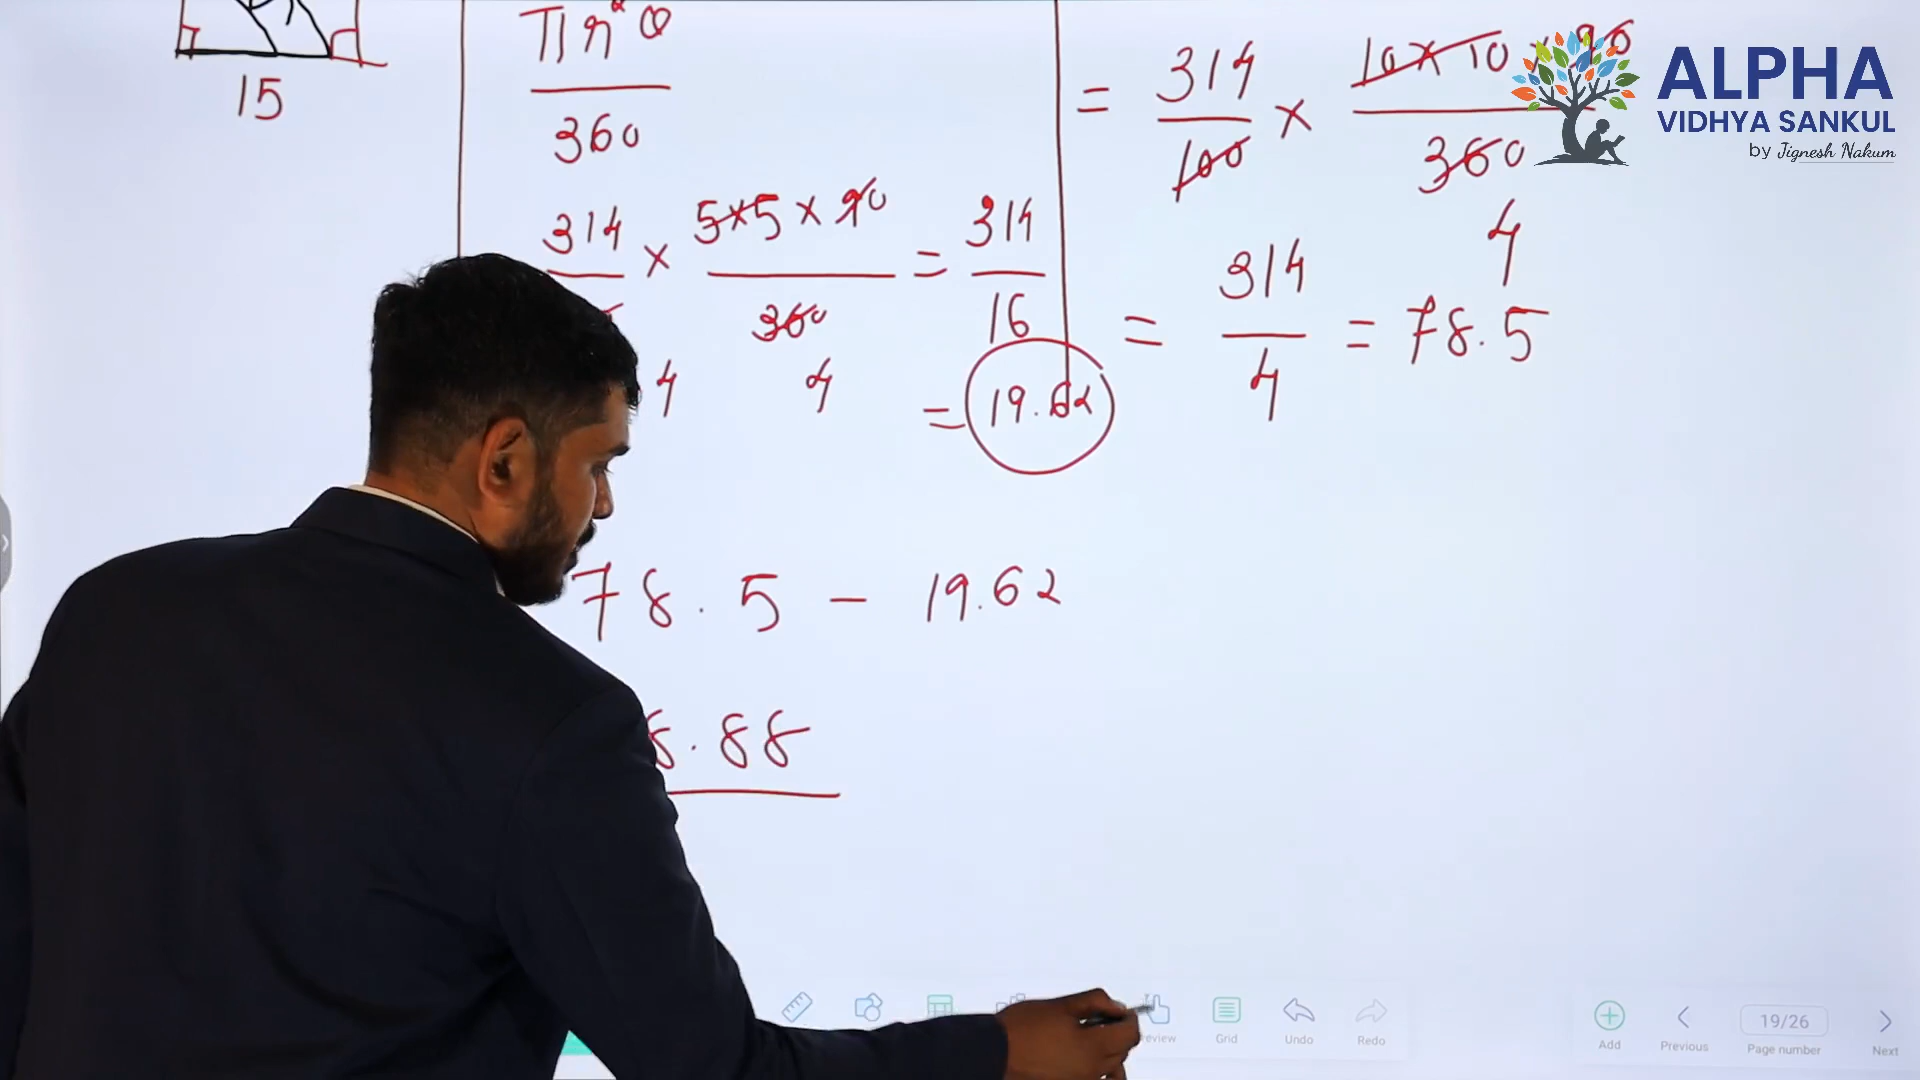 ALPHA
VIDHYA SANKUL
by Jignesh Nakum
15
πr²θ
360
314 × 5×5×90 = 314
360 16
4 4
= 19.62
= 314 × 10×10×90
100 360
4
= 314 = 78.5
4
78.5 - 19.62
8.88
Grid
Undo
Redo
Add
Previous
19/26
Page number
Next